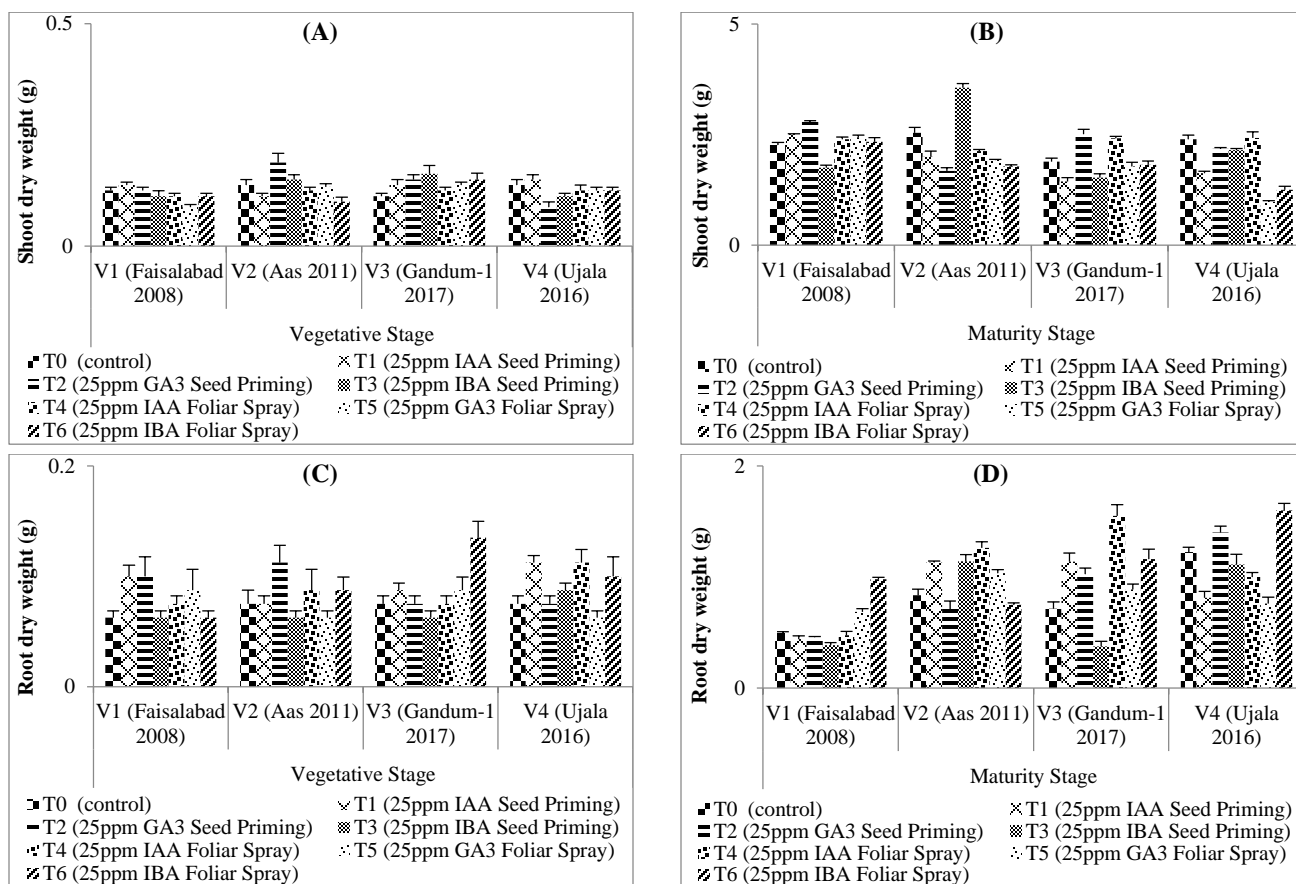 (A)
0.5
0
Shoot dry weight (g)
V1 (Faisalabad
2008)
V2 (Aas 2011)
V3 (Gandum-1
2017)
V4 (Ujala
2016)
Vegetative Stage
T0  (control)
T1 (25ppm IAA Seed Priming)
T2 (25ppm GA3 Seed Priming)
T3 (25ppm IBA Seed Priming)
T4 (25ppm IAA Foliar Spray)
T5 (25ppm GA3 Foliar Spray)
T6 (25ppm IBA Foliar Spray)
(B)
5
0
Shoot dry weight (g)
V1 (Faisalabad
2008)
V2 (Aas 2011)
V3 (Gandum-1
2017)
V4 (Ujala
2016)
Maturity Stage
T0  (control)
T1 (25ppm IAA Seed Priming)
T2 (25ppm GA3 Seed Priming)
T3 (25ppm IBA Seed Priming)
T4 (25ppm IAA Foliar Spray)
T5 (25ppm GA3 Foliar Spray)
T6 (25ppm IBA Foliar Spray)
(C)
0.2
0
Root dry weight (g)
V1 (Faisalabad
2008)
V2 (Aas 2011)
V3 (Gandum-1
2017)
V4 (Ujala
2016)
Vegetative Stage
T0  (control)
T1 (25ppm IAA Seed Priming)
T2 (25ppm GA3 Seed Priming)
T3 (25ppm IBA Seed Priming)
T4 (25ppm IAA Foliar Spray)
T5 (25ppm GA3 Foliar Spray)
T6 (25ppm IBA Foliar Spray)
(D)
2
0
Root dry weight (g)
V1 (Faisalabad
2008)
V2 (Aas 2011)
V3 (Gandum-1
2017)
V4 (Ujala
2016)
Maturity Stage
T0  (control)
T1 (25ppm IAA Seed Priming)
T2 (25ppm GA3 Seed Priming)
T3 (25ppm IBA Seed Priming)
T4 (25ppm IAA Foliar Spray)
T5 (25ppm GA3 Foliar Spray)
T6 (25ppm IBA Foliar Spray)